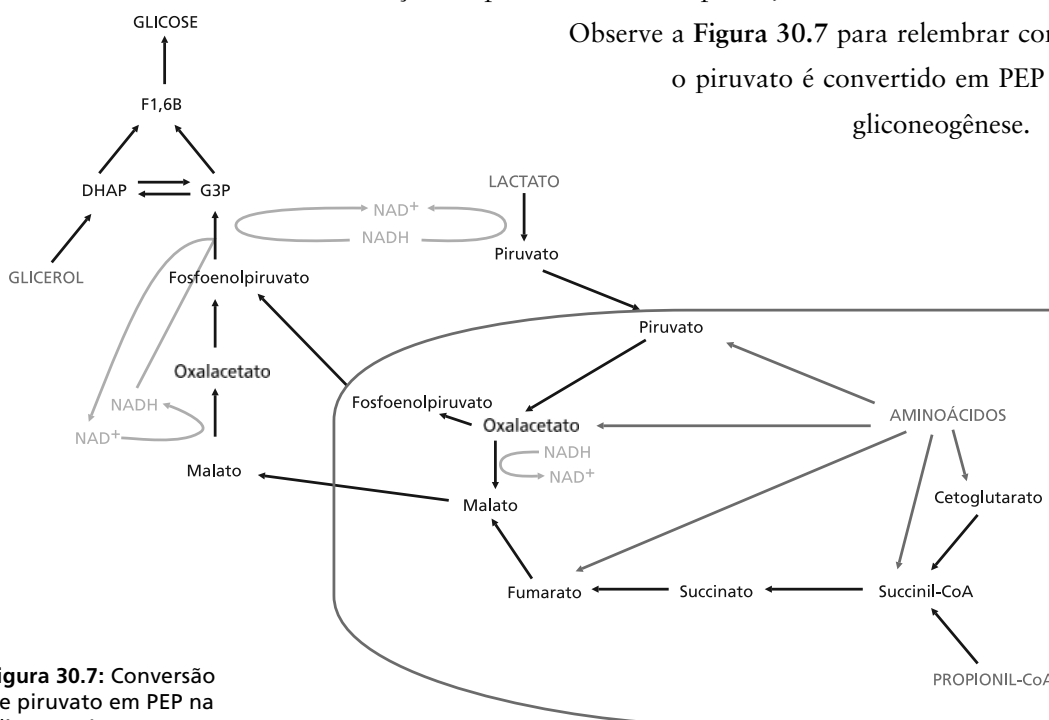 Observe a Figura 30.7 para relembrar
o piruvato é convertido em PEP
gliconeogênese.
GLICOSE
F1,6B
DHAP
G3P
GLICEROL
NAD+
NADH
LACTATO
Piruvato
Fosfoenolpiruvato
Piruvato
Oxalacetato
NADH
NAD+
Fosfoenolpiruvato
Oxalacetato
AMINOÁCIDOS
NADH
NAD+
Malato
Malato
Cetoglutarato
Fumarato
Succinato
Succinil-CoA
PROPIONIL-CoA
igura 30.7: Conversão
e piruvato em PEP na